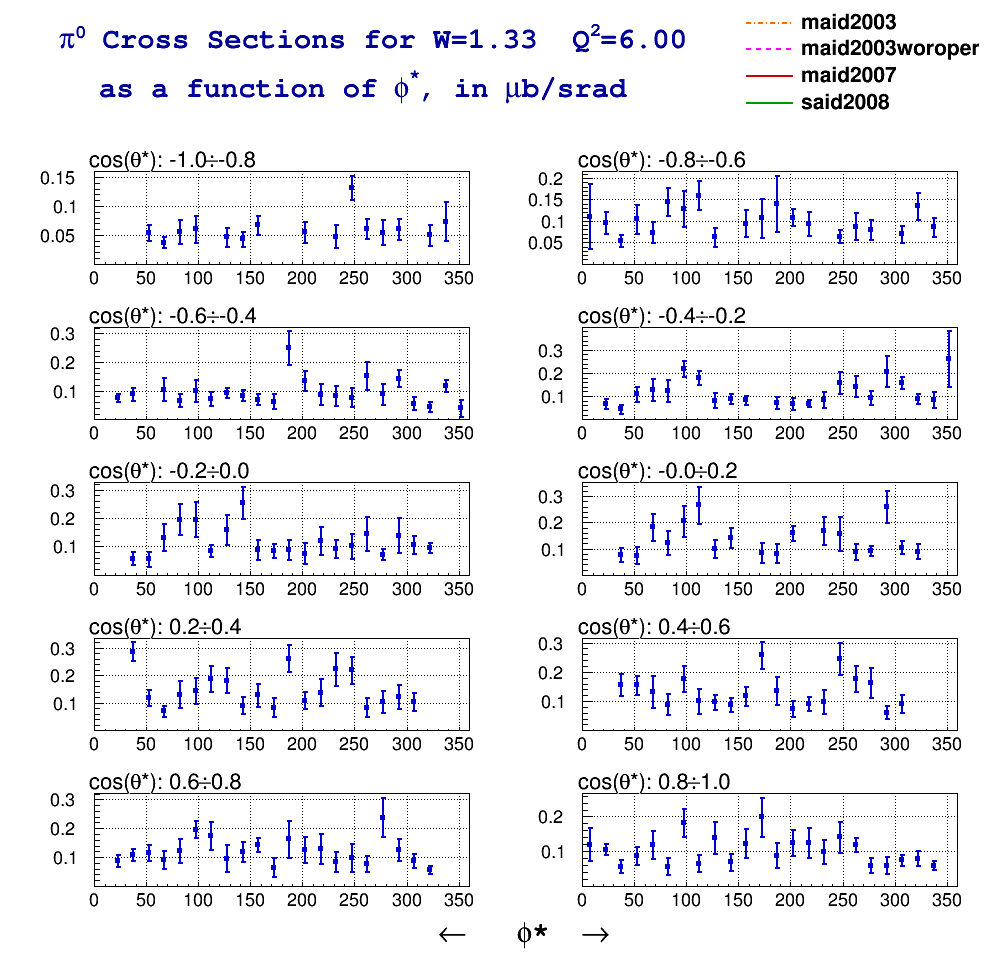 π⁰ Cross Sections for W=1.33 Q²=6.00
as a function of ϕ*, in μb/srad
maid2003
maid2003woroper
maid2007
said2008
cos(θ*): -1.0÷-0.8
0.15
0.1
0.05
0 50 100 150 200 250 300 350
cos(θ*): -0.8÷-0.6
0.2
0.15
0.1
0.05
0 50 100 150 200 250 300 350
cos(θ*): -0.6÷-0.4
0.3
0.2
0.1
0 50 100 150 200 250 300 350
cos(θ*): -0.4÷-0.2
0.3
0.2
0.1
0 50 100 150 200 250 300 350
cos(θ*): -0.2÷0.0
0.3
0.2
0.1
0 50 100 150 200 250 300 350
cos(θ*): -0.0÷0.2
0.3
0.2
0.1
0 50 100 150 200 250 300 350
cos(θ*): 0.2÷0.4
0.3
0.2
0.1
0 50 100 150 200 250 300 350
cos(θ*): 0.4÷0.6
0.3
0.2
0.1
0 50 100 150 200 250 300 350
cos(θ*): 0.6÷0.8
0.3
0.2
0.1
0 50 100 150 200 250 300 350
cos(θ*): 0.8÷1.0
0.2
0.1
0 50 100 150 200 250 300 350
← ϕ* →